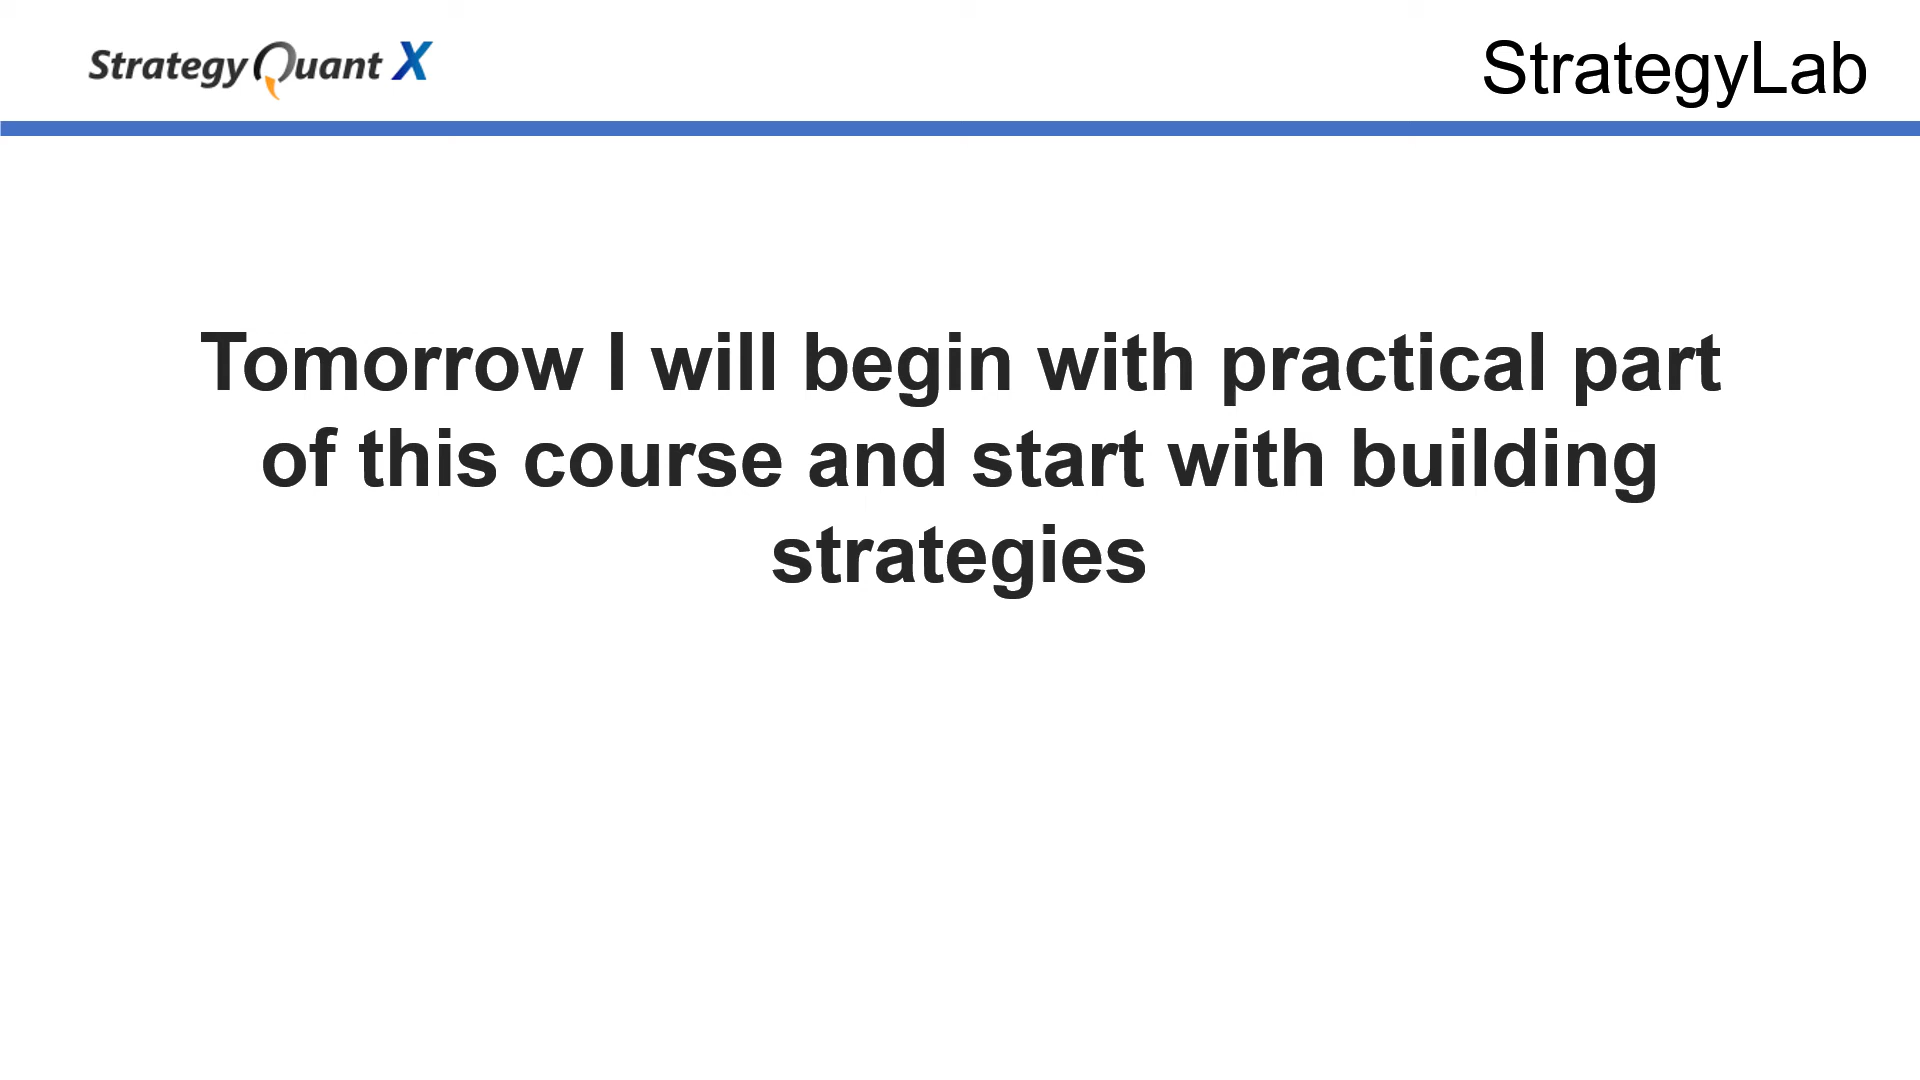 StrategyQuant X
StrategyLab
Tomorrow I will begin with practical part
of this course and start with building
strategies